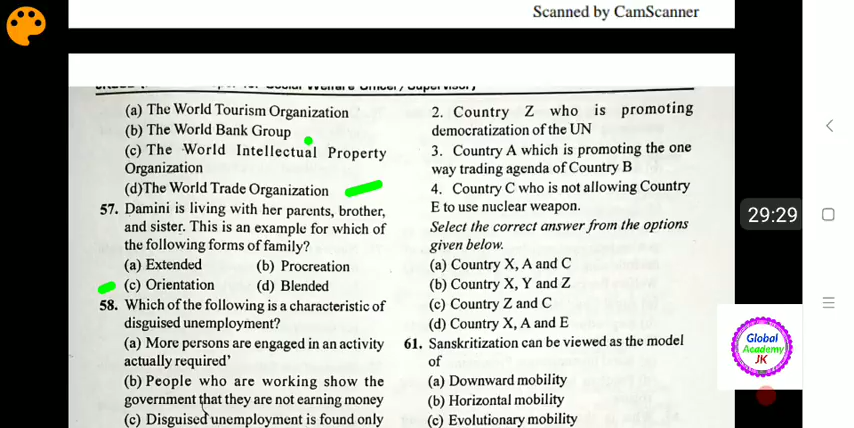 Scanned by CamScanner
(a) The World Tourism Organization
(b) The World Bank Group
(c) The World Intellectual Property
Organization
(d)The World Trade Organization
57. Damini is living with her parents, brother,
and sister. This is an example for which of
the following forms of family?
(a) Extended (b) Procreation
(c) Orientation (d) Blended
58. Which of the following is a characteristic of
disguised unemployment?
(a) More persons are engaged in an activity
actually required'
(b) People who are working show the
government that they are not earning money
(c) Disguised unemployment is found only
2. Country Z who is promoting
democratization of the UN
3. Country A which is promoting the one
way trading agenda of Country B
4. Country C who is not allowing Country
E to use nuclear weapon.
Select the correct answer from the options
given below.
(a) Country X, A and C
(b) Country X, Y and Z
(c) Country Z and C
(d) Country X, A and E
61. Sanskritization can be viewed as the model
of
(a) Downward mobility
(b) Horizontal mobility
(c) Evolutionary mobility
29:29
Global
Academy
JK